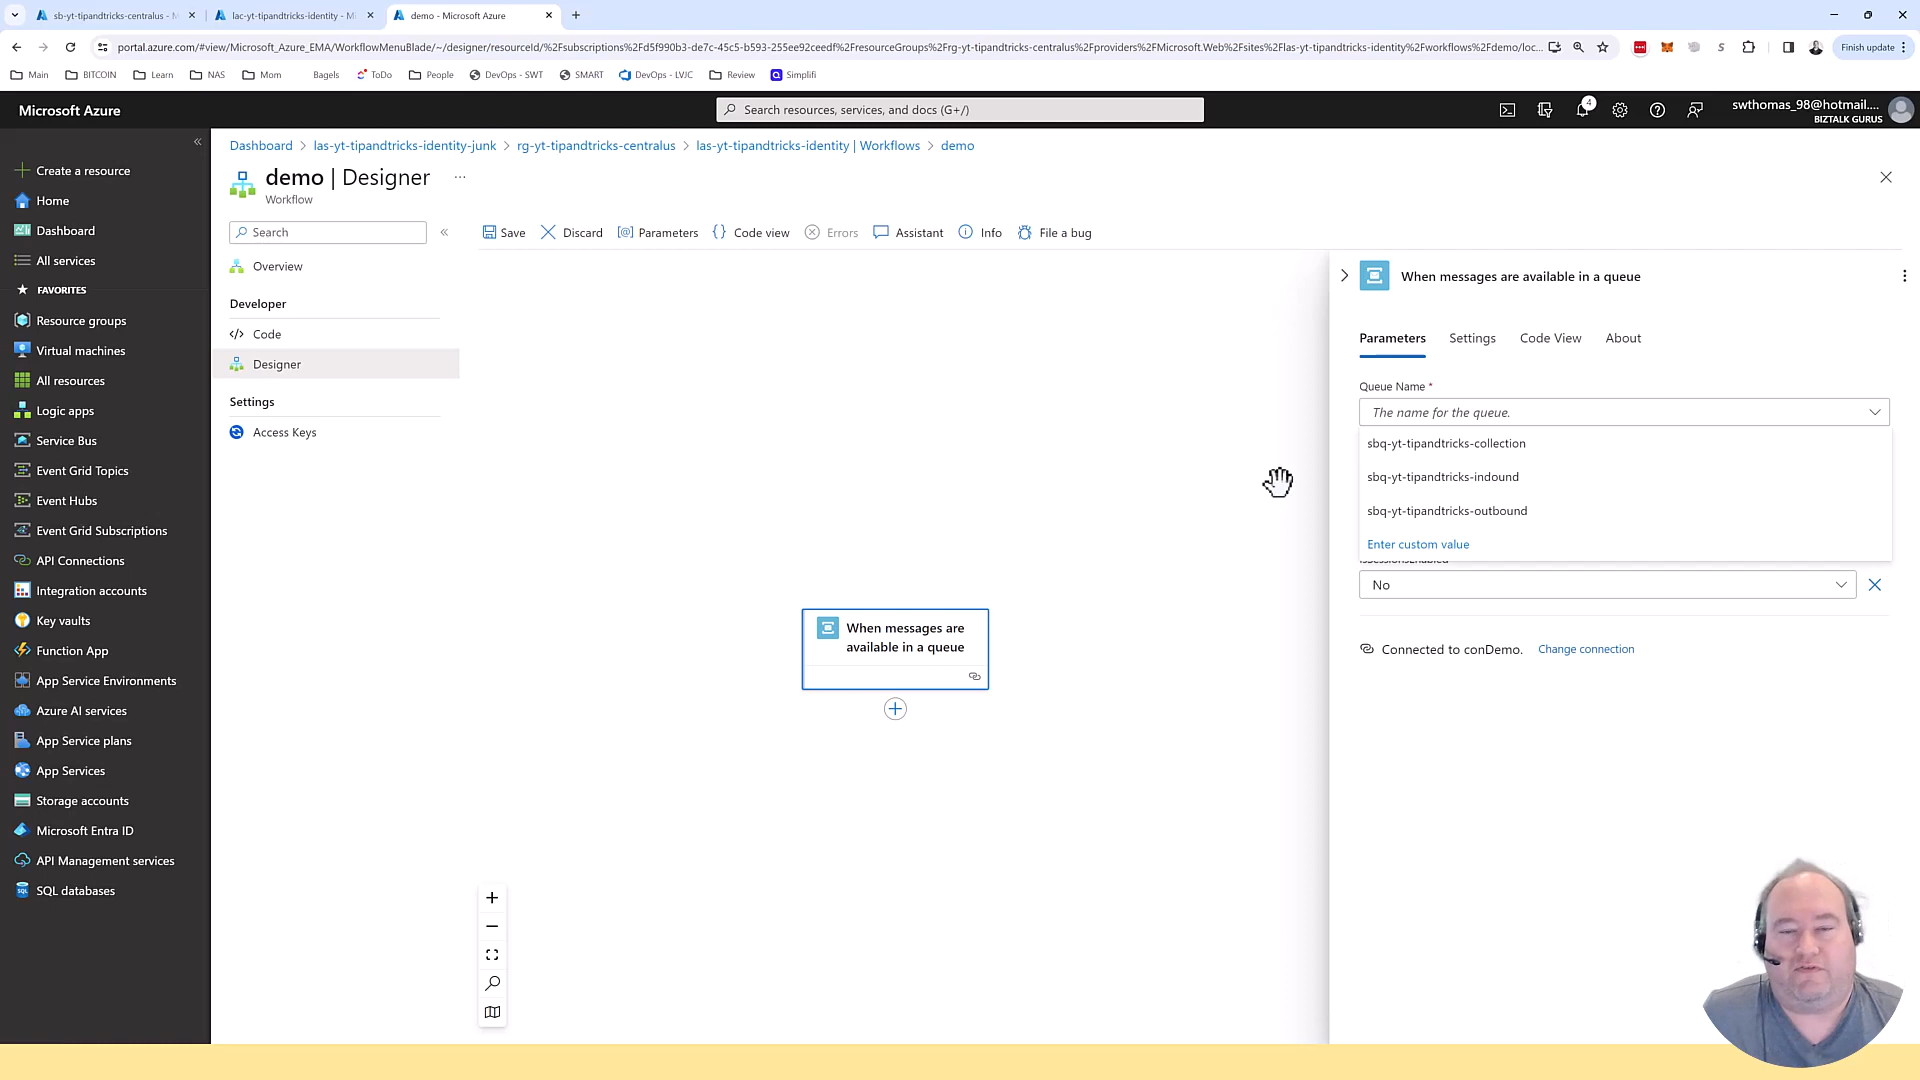 sb-yt-tipandtricks-centralus - M
lac-yt-tipandtricks-identity - Mi
demo - Microsoft Azure
portal.azure.com/#view/Microsoft_Azure_EMA/WorkflowMenuBlade/~/designer/resourceId/%2Fsubscriptions%2Fd5f990b3-de7c-45c5-b593-255ee92ceedf%2FresourceGroups%2Frg-yt-tipandtricks-centralus%2Fproviders%2FMicrosoft.Web%2Fsites%2Flas-yt-tipandtricks-identity%2Fworkflows%2Fdemo/loc...
Finish update
Main
BITCOIN
Learn
NAS
Mom
Bagels
ToDo
People
DevOps - SWT
SMART
DevOps - LVJC
Review
Simplifi
Microsoft Azure
Search resources, services, and docs (G+/)
4
swthomas_98@hotmail....
BIZTALK GURUS
Dashboard > las-yt-tipandtricks-identity-junk > rg-yt-tipandtricks-centralus > las-yt-tipandtricks-identity | Workflows > demo
demo | Designer ...
Workflow
Create a resource
Home
Dashboard
All services
FAVORITES
Resource groups
Virtual machines
All resources
Logic apps
Service Bus
Event Grid Topics
Event Hubs
Event Grid Subscriptions
API Connections
Integration accounts
Key vaults
Function App
App Service Environments
Azure AI services
App Service plans
App Services
Storage accounts
Microsoft Entra ID
API Management services
SQL databases
Search
Overview
Developer
Code
Designer
Settings
Access Keys
Save
Discard
Parameters
Code view
Errors
Assistant
Info
File a bug
When messages are
available in a queue
When messages are available in a queue
Parameters
Settings
Code View
About
Queue Name *
The name for the queue.
sbq-yt-tipandtricks-collection
sbq-yt-tipandtricks-indound
sbq-yt-tipandtricks-outbound
Enter custom value
IsSessionsEnabled
No
Connected to conDemo. Change connection